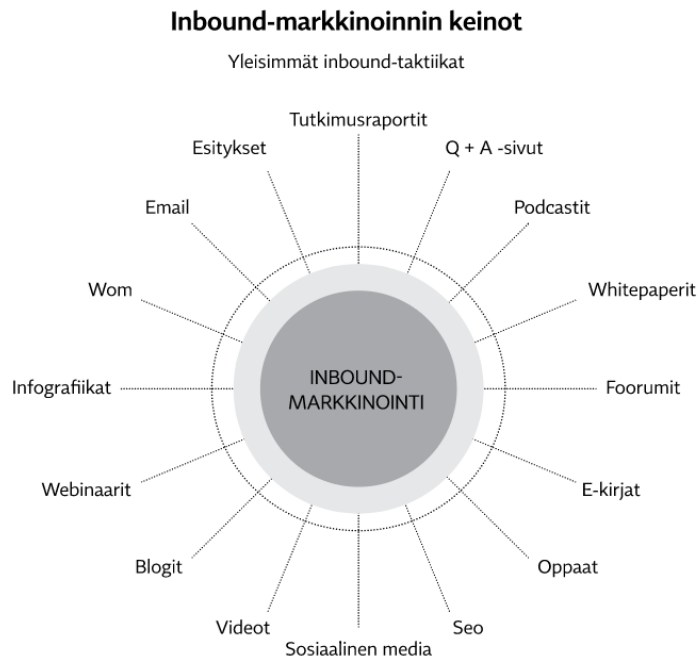 Inbound-markkinoinnin keinot
Yleisimmät inbound-taktiikat
Tutkimusraportit
Q + A -sivut
Podcastit
Whitepaperit
Foorumit
E-kirjat
Oppaat
Seo
Sosiaalinen media
Videot
Blogit
Webinaarit
Infografiikat
Wom
Email
Esitykset
INBOUND-
MARKKINOINTI